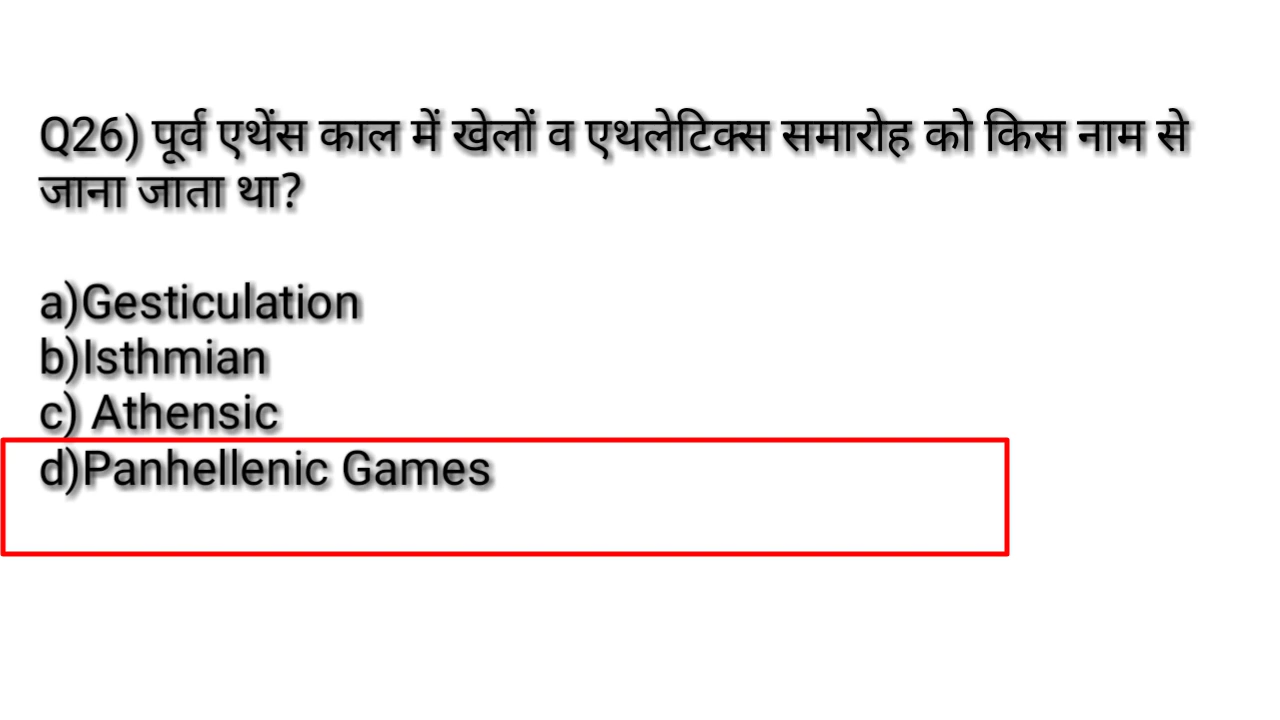 Q26) पूर्व एथेंस काल में खेलों व एथलेटिक्स समारोह को किस नाम से
जाना जाता था?
a)Gesticulation
b)Isthmian
c) Athensic
d)Panhellenic Games